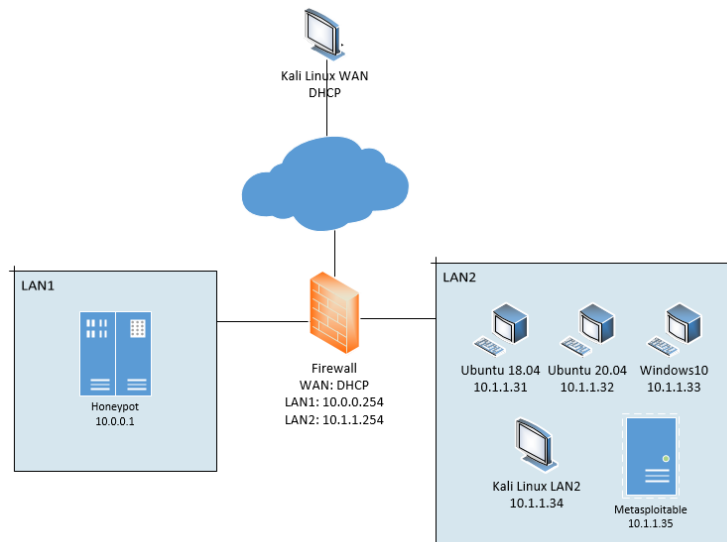 Kali Linux WAN
DHCP
LAN1
Honeypot
10.0.0.1
Firewall
WAN: DHCP
LAN1: 10.0.0.254
LAN2: 10.1.1.254
LAN2
Ubuntu 18.04
10.1.1.31
Ubuntu 20.04
10.1.1.32
Windows10
10.1.1.33
Kali Linux LAN2
10.1.1.34
Metasploitable
10.1.1.35